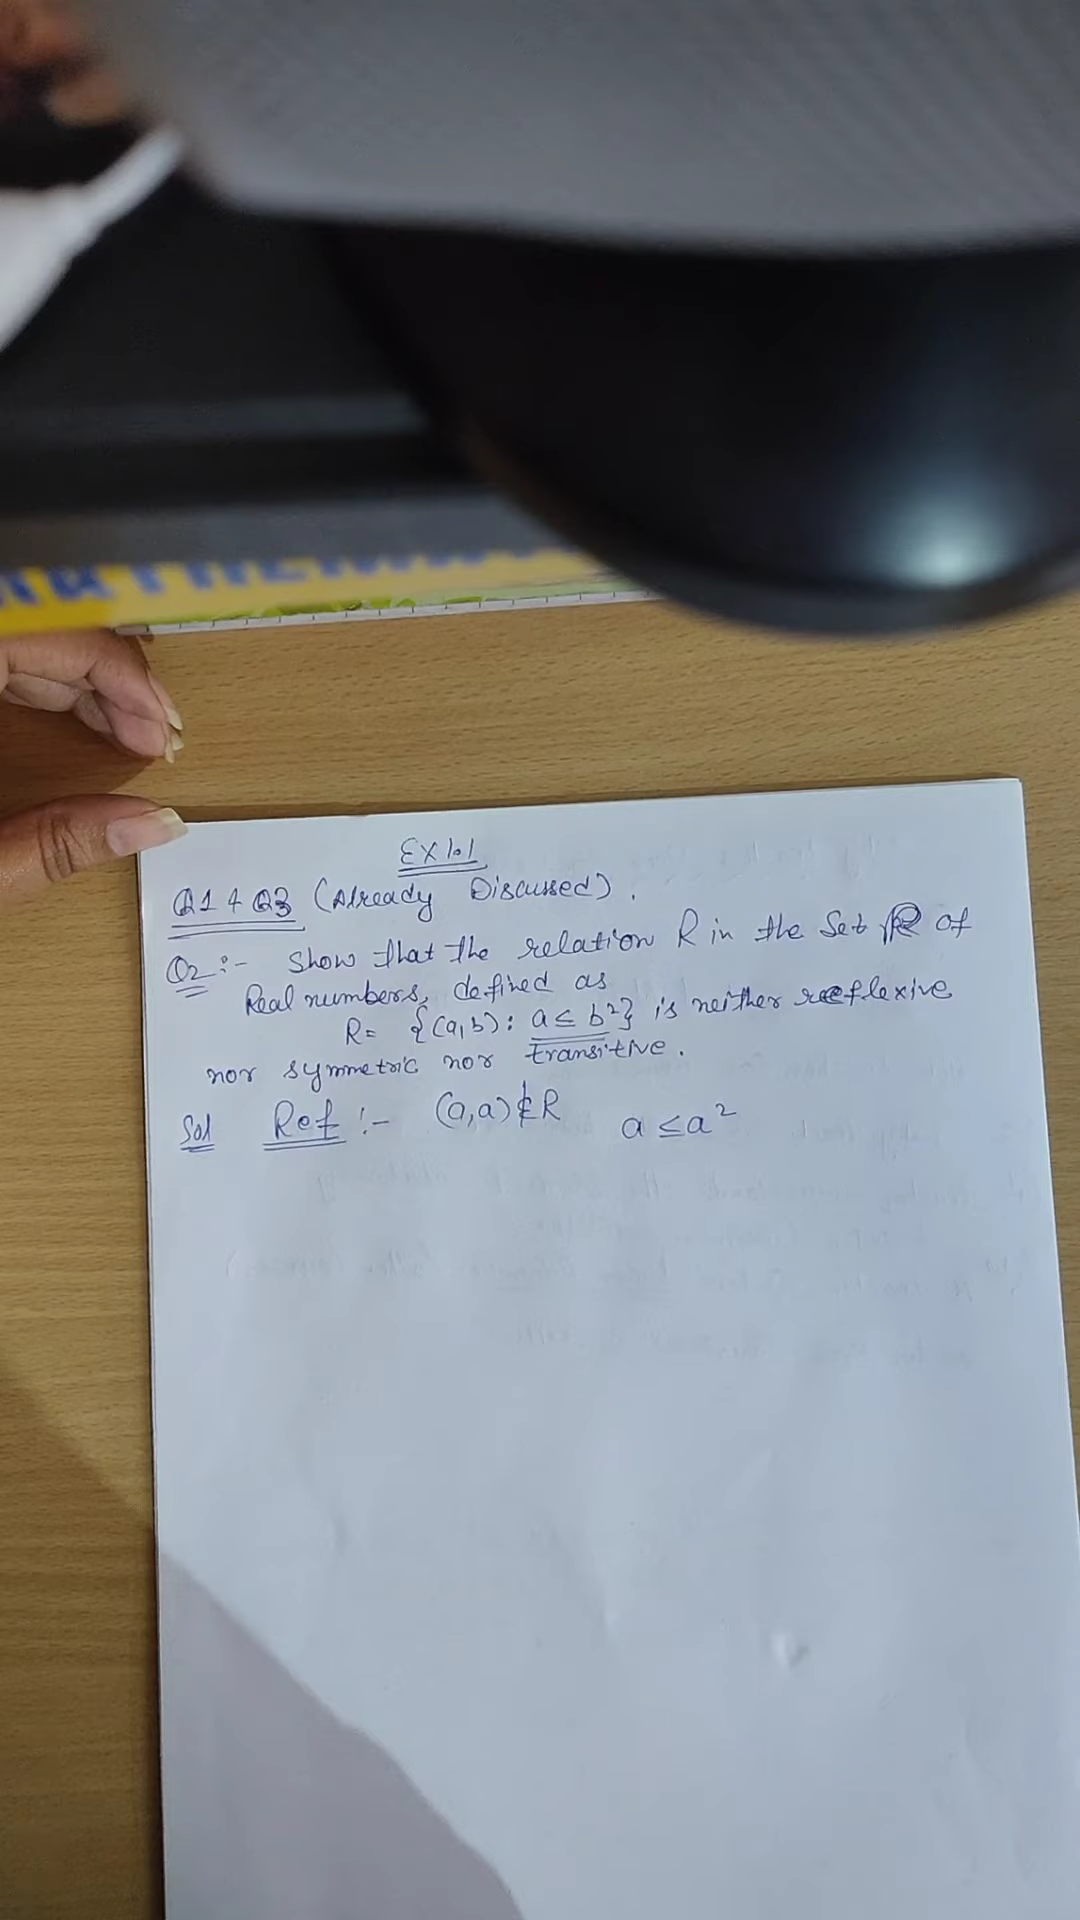 Ex 1.1
Q1 & Q3 (Already Discussed).
Q2:- Show that the relation R in the Set R of
Real numbers, defined as
R = {(a,b): a ≤ b²} is neither reflexive
nor symmetric nor transitive.
Sol Ref :- (a,a) ∉ R a ≤ a²